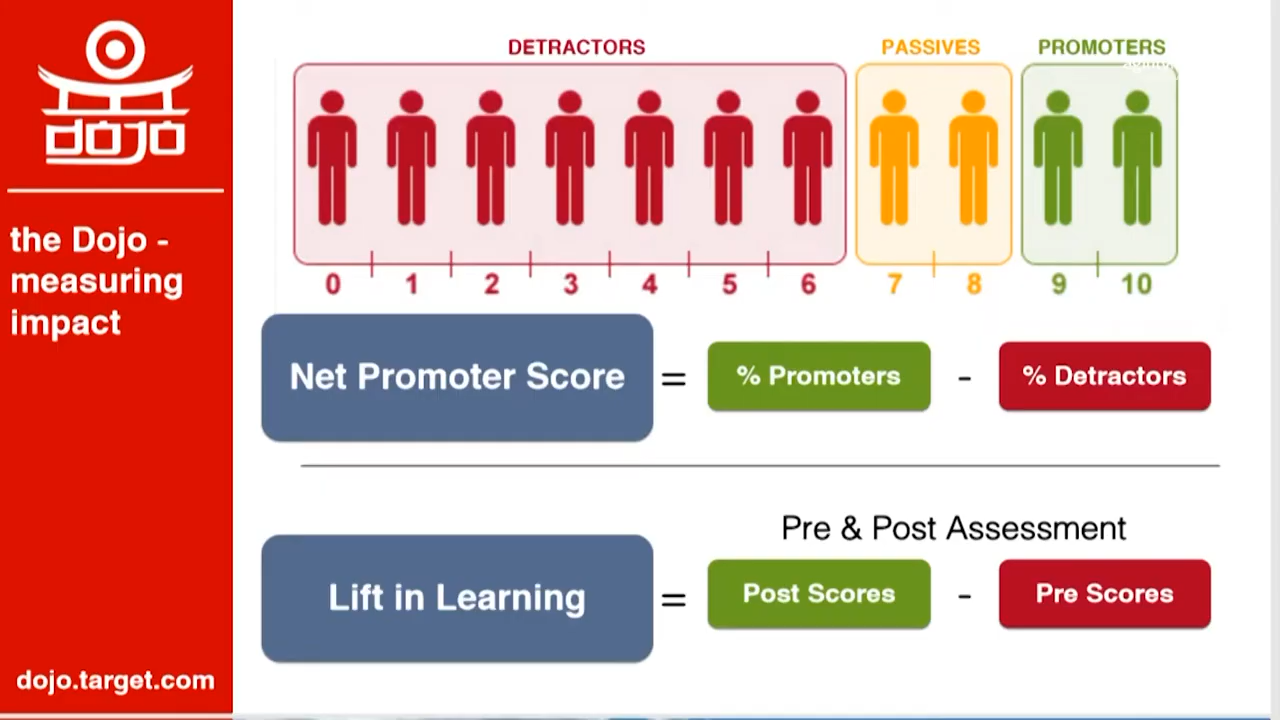 DOJO
the Dojo -
measuring
impact
dojo.target.com
DETRACTORS PASSIVES PROMOTERS
0 1 2 3 4 5 6 7 8 9 10
Net Promoter Score = % Promoters - % Detractors
Pre & Post Assessment
Lift in Learning = Post Scores - Pre Scores